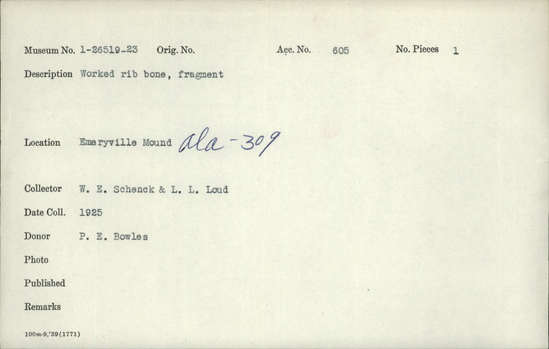 Museum No. 1-26519-23 Orig. No. Acc. No. 605 No. Pieces 1
Description Worked rib bone, fragment
Location Emeryville Mound Ala-309
Collector W. E. Schenck & L. L. Loud
Date Coll. 1925
Donor P. E. Bowles
Photo
Published
Remarks
100m-9,'39(1771)